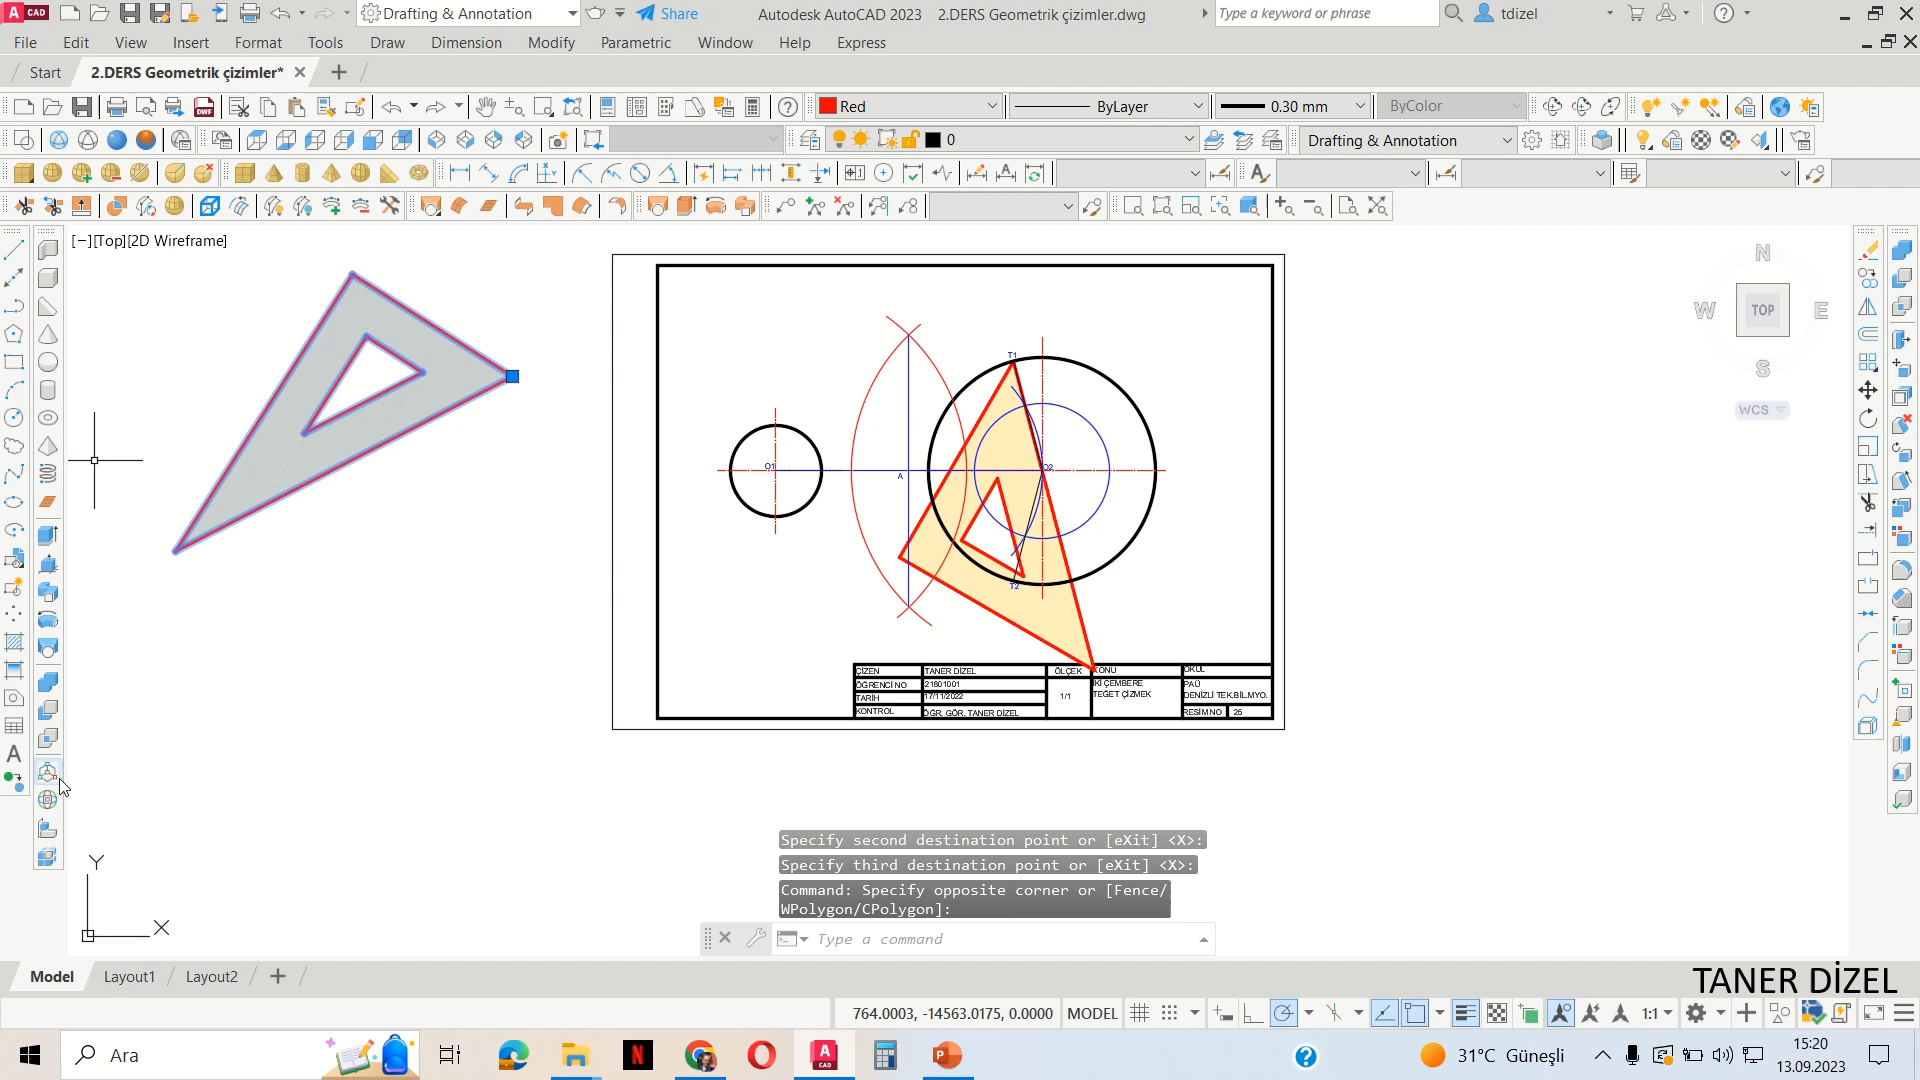 A CAD
Drafting & Annotation
Share
Autodesk AutoCAD 2023 2.DERS Geometrik çizimler.dwg
Type a keyword or phrase
tdizel
File Edit View Insert Format Tools Draw Dimension Modify Parametric Window Help Express
Start 2.DERS Geometrik çizimler*
Red ByLayer 0.30 mm ByColor
0 Drafting & Annotation
[−][Top][2D Wireframe]
N
W TOP E
S
WCS
T1
O1 A O2
T2
ÇİZEN TANER DİZEL ÖLÇEK KONU OKUL
ÖĞRENCİ NO 21801001 1/1 İKİ ÇEMBERE TEĞET ÇİZMEK PAÜ
TARİH 17/11/2022 DENİZLİ TEK.BİL.MYO.
KONTROL ÖĞR. GÖR. TANER DİZEL RESİM NO 25
Specify second destination point or [eXit] <X>:
Specify third destination point or [eXit] <X>:
Command: Specify opposite corner or [Fence/
WPolygon/CPolygon]:
Type a command
Y
X
Model Layout1 Layout2
TANER DİZEL
764.0003, -14563.0175, 0.0000 MODEL 1:1
Ara
31°C Güneşli
15:20
13.09.2023